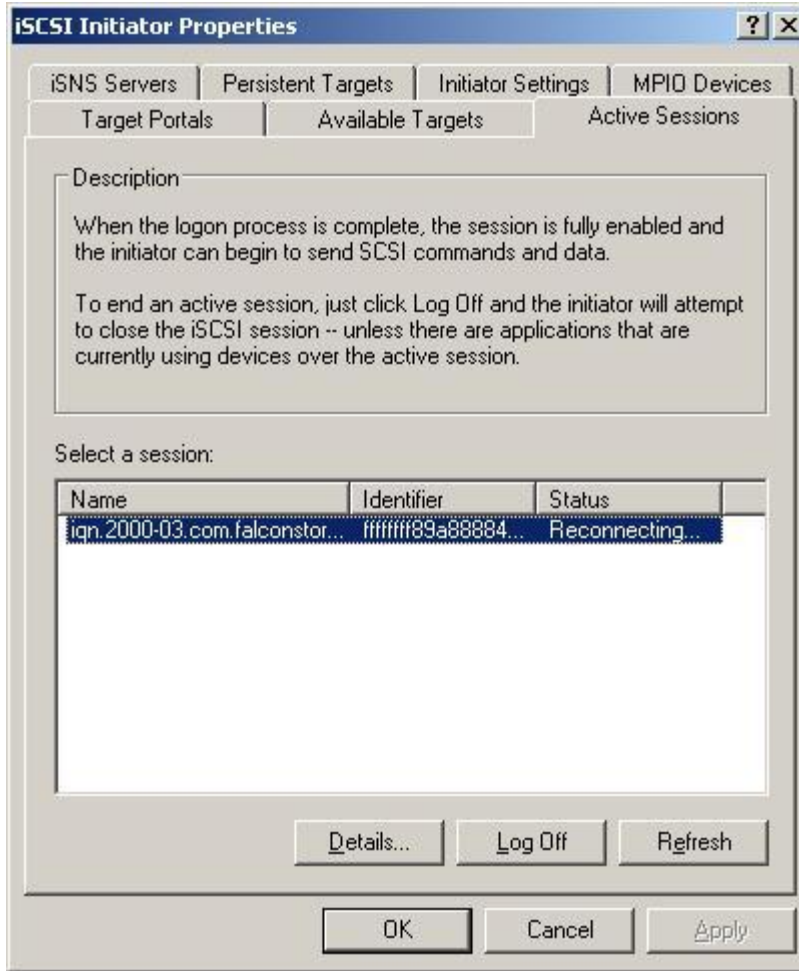 iSCSI Initiator Properties
iSNS Servers Persistent Targets Initiator Settings MPIO Devices
Target Portals Available Targets Active Sessions
Description
When the logon process is complete, the session is fully enabled and
the initiator can begin to send SCSI commands and data.
To end an active session, just click Log Off and the initiator will attempt
to close the iSCSI session -- unless there are applications that are
currently using devices over the active session.
Select a session:
Name Identifier Status
iqn.2000-03.com.falconstor... ffffffff89a88884... Reconnecting...
Details... Log Off Refresh
OK Cancel Apply